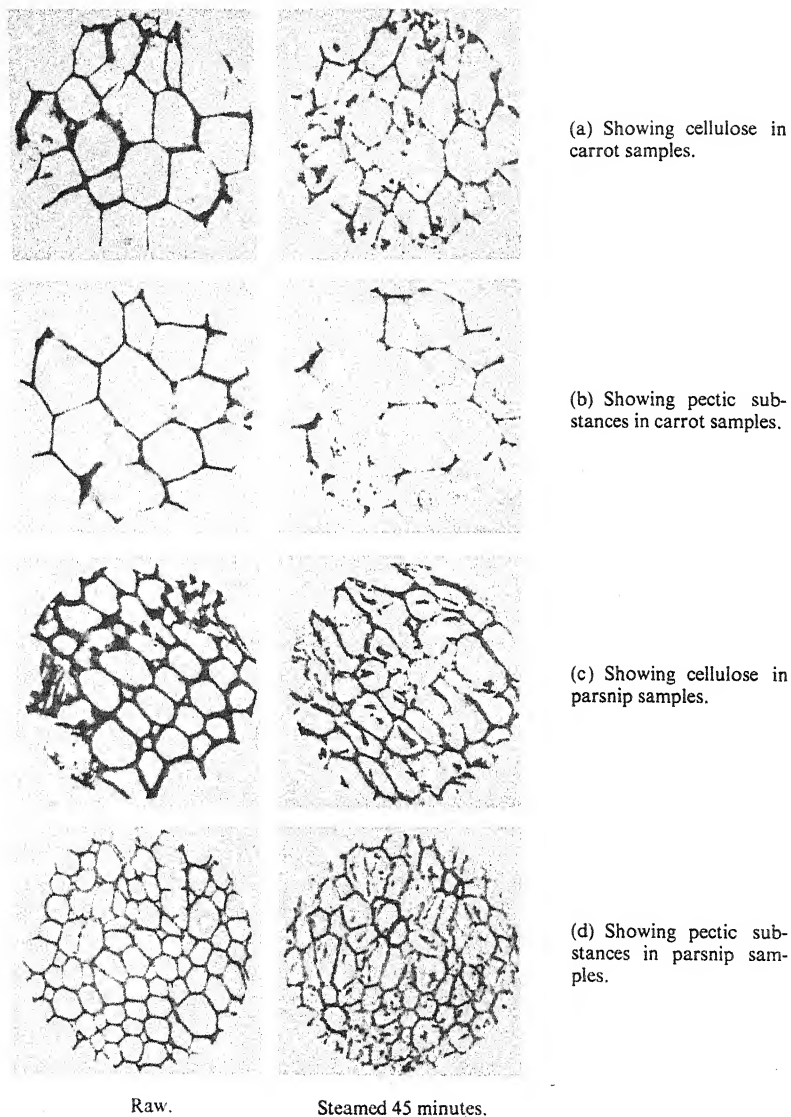 (a) Showing cellulose in
carrot samples.
(b) Showing pectic sub-
stances in carrot samples.
(c) Showing cellulose in
parsnip samples.
(d) Showing pectic sub-
stances in parsnip sam-
ples.
Raw.
Steamed 45 minutes.